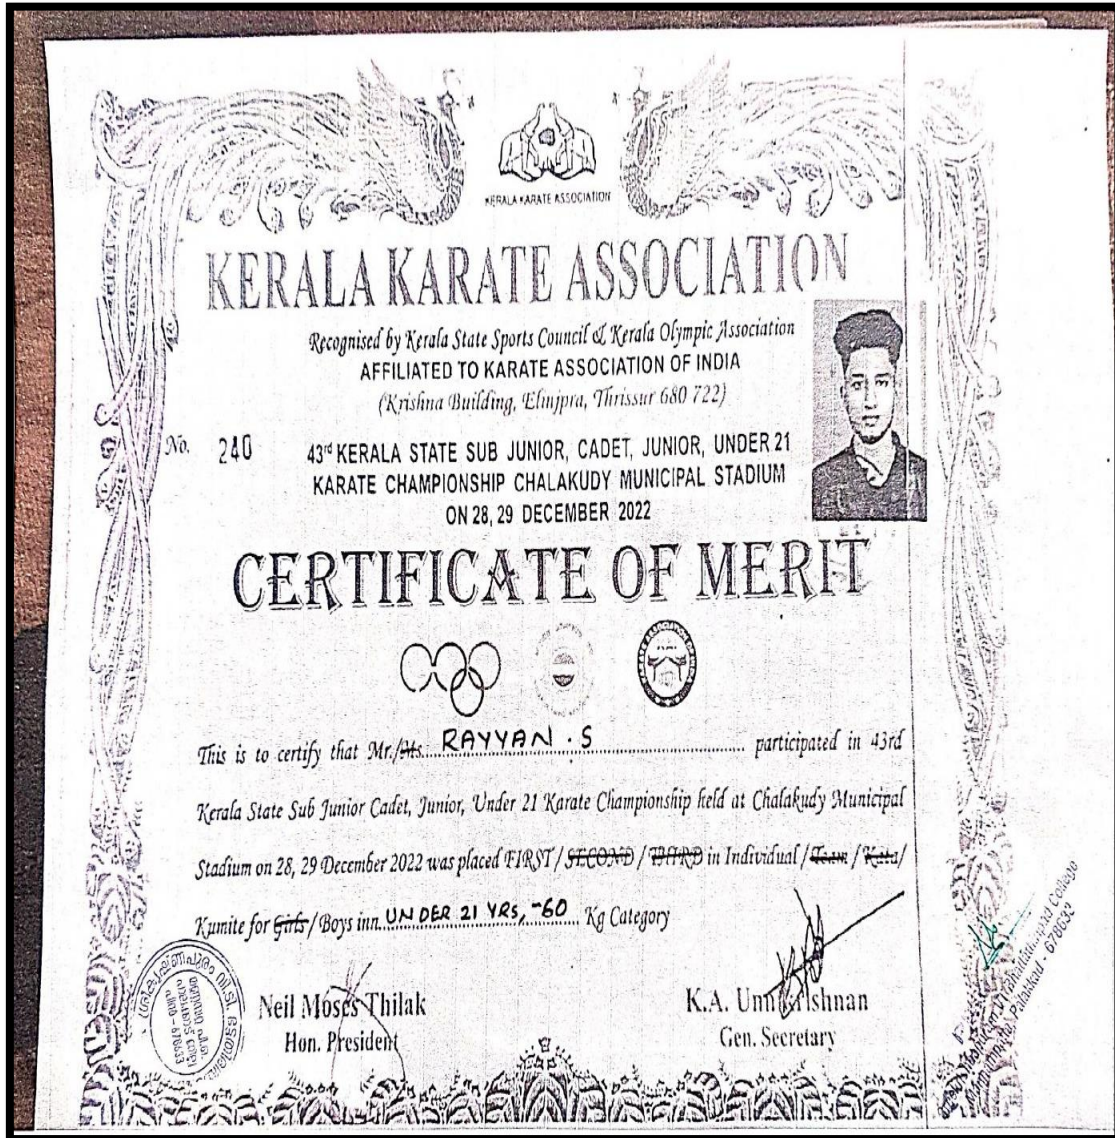 KERALA KARATE ASSOCIATION
KERALA KARATE ASSOCIATION
Recognised by Kerala State Sports Council & Kerala Olympic Association
AFFILIATED TO KARATE ASSOCIATION OF INDIA
(Krishna Building, Elinjpra, Thrissur 680 722)
No. 240
43rd KERALA STATE SUB JUNIOR, CADET, JUNIOR, UNDER 21
KARATE CHAMPIONSHIP CHALAKUDY MUNICIPAL STADIUM
ON 28, 29 DECEMBER 2022
CERTIFICATE OF MERIT
This is to certify that Mr./Ms. RAYYAN . S participated in 43rd
Kerala State Sub Junior Cadet, Junior, Under 21 Karate Championship held at Chalakudy Municipal
Stadium on 28, 29 December 2022 was placed FIRST / SECOND / THIRD in Individual / Team / Kata/
Kumite for Girls / Boys inn UNDER 21 YRS, -60 Kg Category
Neil Moses Thilak
Hon. President
K.A. Unnikrishnan
Gen. Secretary
College
Palakkad - 678633
പിൻ - 678633